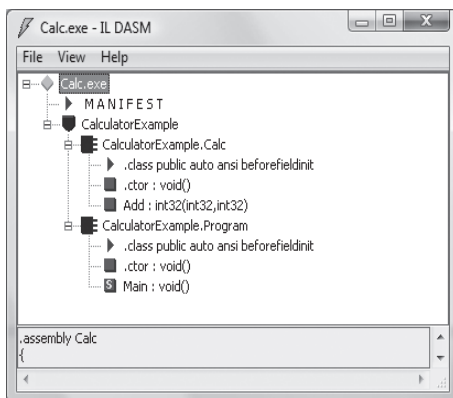 Calc.exe - IL DASM
File View Help
Calc.exe
MANIFEST
CalculatorExample
CalculatorExample.Calc
.class public auto ansi beforefieldinit
.ctor : void()
Add : int32(int32,int32)
CalculatorExample.Program
.class public auto ansi beforefieldinit
.ctor : void()
S Main : void()
.assembly Calc
{